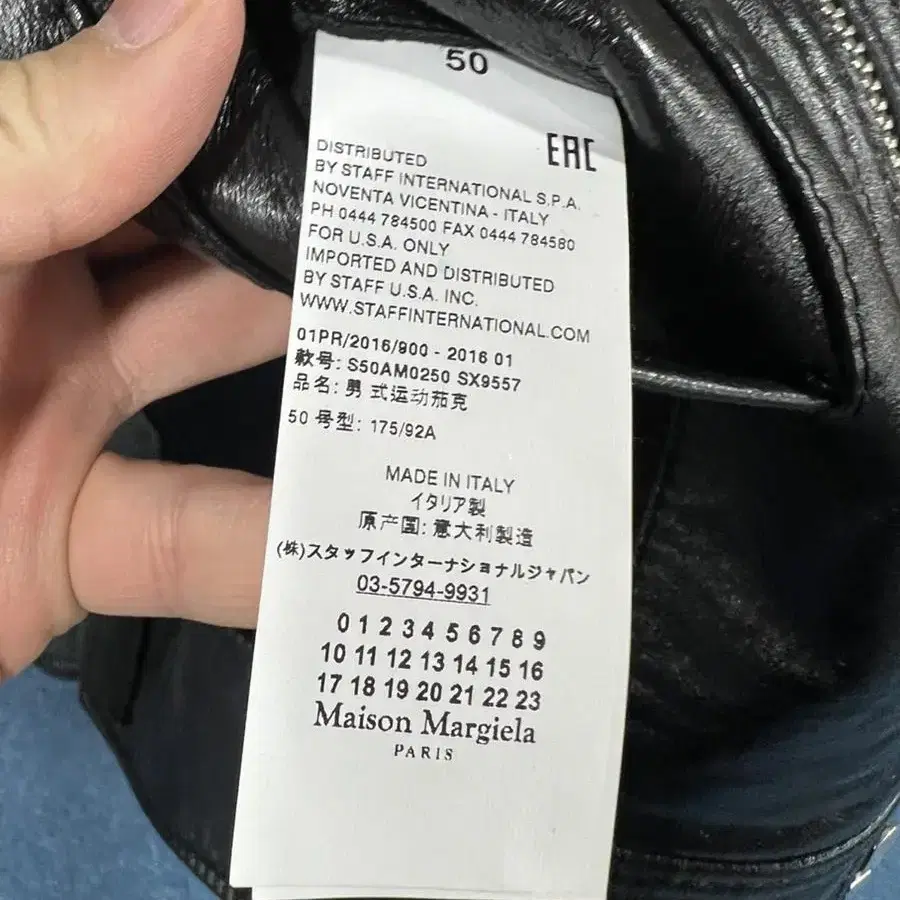 50
EAC
DISTRIBUTED
BY STAFF INTERNATIONAL S.P.A.
NOVENTA VICENTINA - ITALY
PH 0444 784500 FAX 0444 784580
FOR U.S.A. ONLY
IMPORTED AND DISTRIBUTED
BY STAFF U.S.A. INC.
WWW.STAFFINTERNATIONAL.COM
01PR/2016/900 - 2016 01
款号: S50AM0250 SX9557
品名: 男 式运动茄克
50 号型: 175/92A
MADE IN ITALY
イタリア製
原产国: 意大利製造
(株)スタッフインターナショナルジャパン
03-5794-9931
0 1 2 3 4 5 6 7 8 9
10 11 12 13 14 15 16
17 18 19 20 21 22 23
Maison Margiela
PARIS